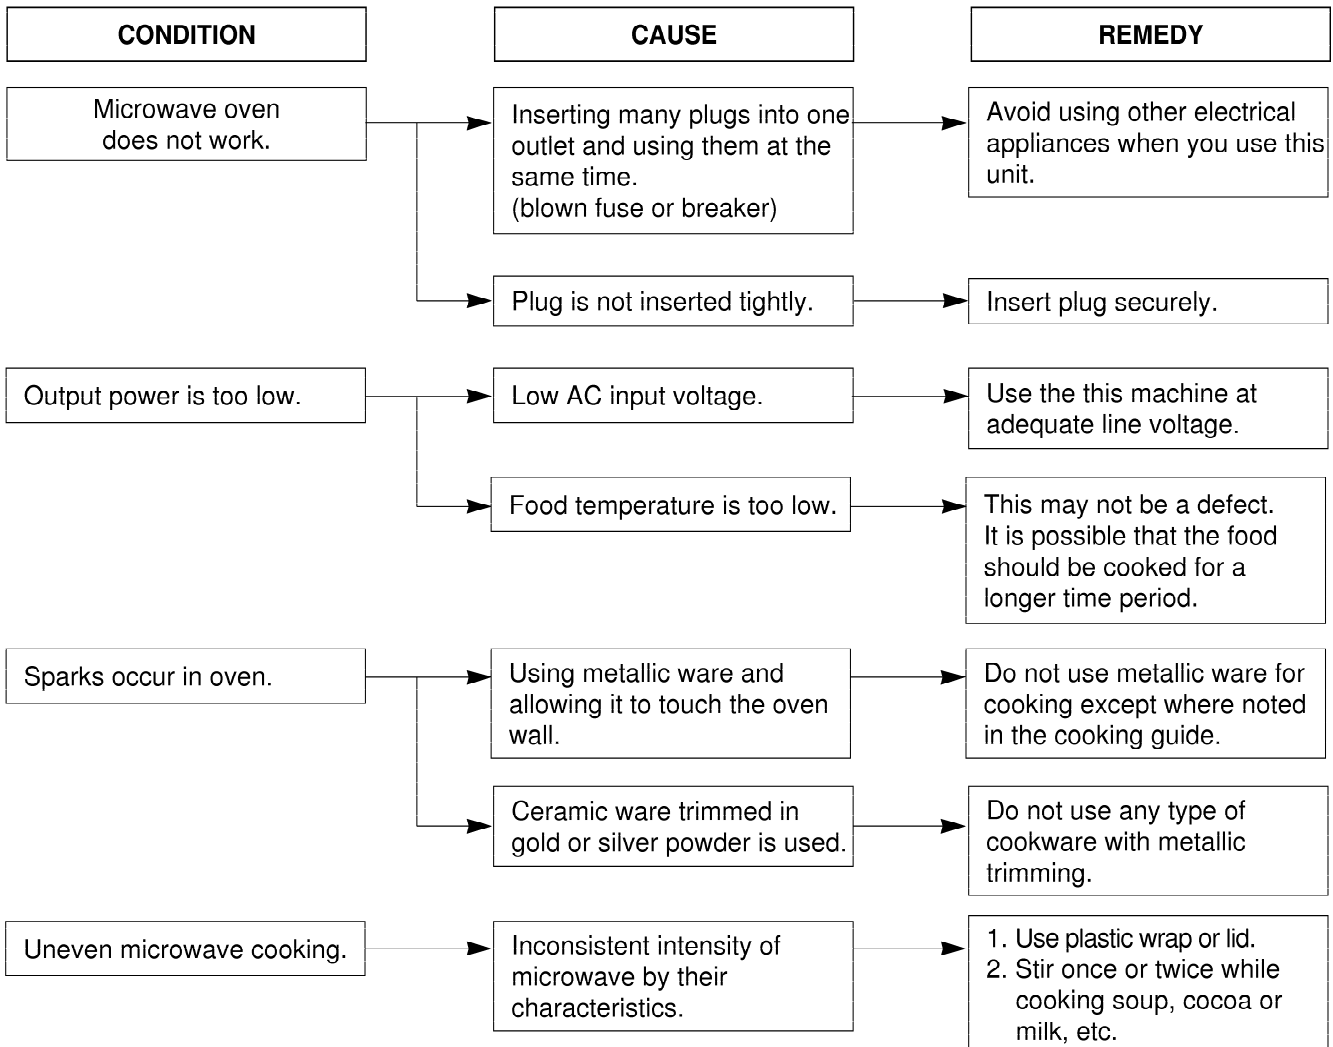 CONDITION
CAUSE
REMEDY
Microwave oven
does not work.
Inserting many plugs into one
outlet and using them at the
same time.
(blown fuse or breaker)
Avoid using other electrical
appliances when you use this
unit.
Plug is not inserted tightly.
Insert plug securely.
Output power is too low.
Low AC input voltage.
Use the this machine at
adequate line voltage.
Food temperature is too low.
This may not be a defect.
It is possible that the food
should be cooked for a
longer time period.
Sparks occur in oven.
Using metallic ware and
allowing it to touch the oven
wall.
Do not use metallic ware for
cooking except where noted
in the cooking guide.
Ceramic ware trimmed in
gold or silver powder is used.
Do not use any type of
cookware with metallic
trimming.
Uneven microwave cooking.
Inconsistent intensity of
microwave by their
characteristics.
1. Use plastic wrap or lid.
2. Stir once or twice while
cooking soup, cocoa or
milk, etc.